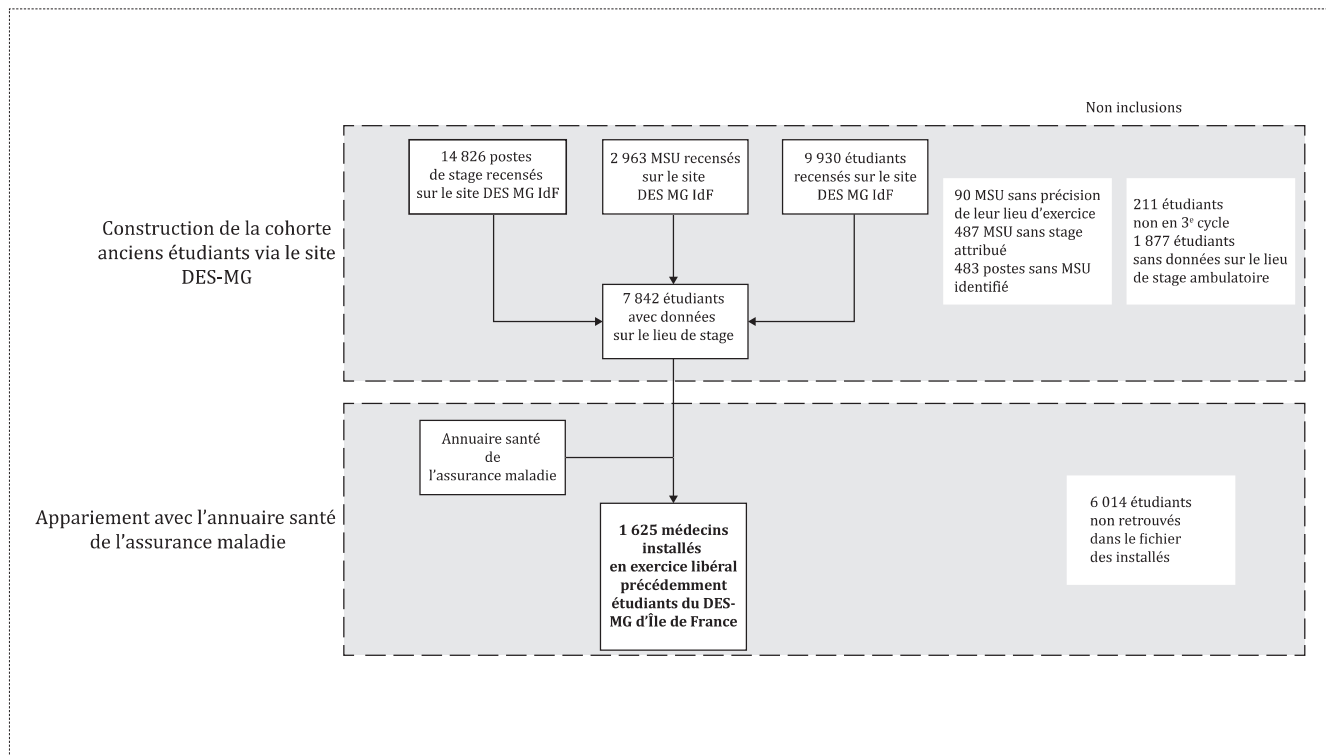 Non inclusions
14 826 postes
de stage recensés
sur le site DES MG IdF
2 963 MSU recensés
sur le site
DES MG IdF
9 930 étudiants
recensés sur le site
DES MG IdF
90 MSU sans précision
de leur lieu d'exercice
487 MSU sans stage
attribué
483 postes sans MSU
identifié
211 étudiants
non en 3e cycle
1 877 étudiants
sans données sur le lieu
de stage ambulatoire
Construction de la cohorte
anciens étudiants via le site
DES-MG
7 842 étudiants
avec données
sur le lieu de stage
Annuaire santé
de
l'assurance maladie
Appariement avec l'annuaire santé
de l'assurance maladie
1 625 médecins
installés
en exercice libéral
précédemment
étudiants du DES-
MG d'Île de France
6 014 étudiants
non retrouvés
dans le fichier
des installés